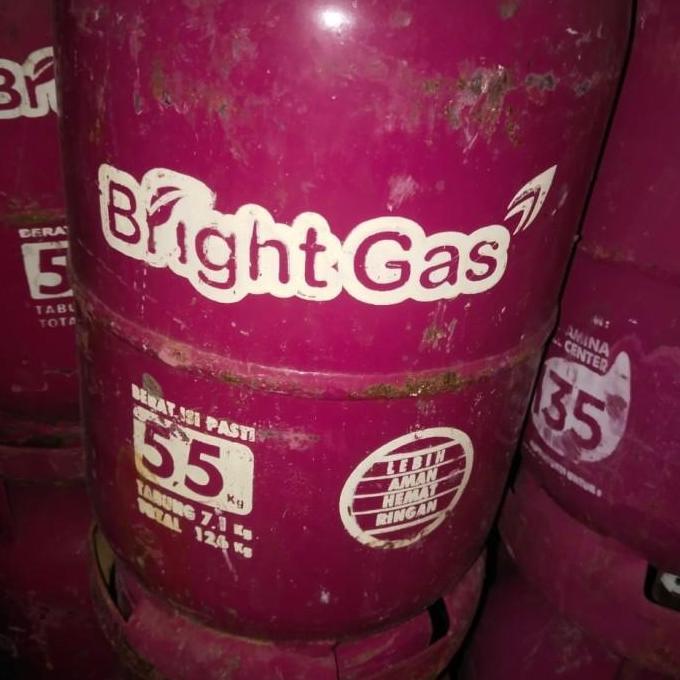 Br
BERAT
5
TABU
TOTA
Bright Gas
BERAT ISI PASTI
5,5 Kg
TABUNG 7.1 Kg
TOTAL 12.6 Kg
LEBIH
AMAN
HEMAT
RINGAN
AMINA
CENTER
135